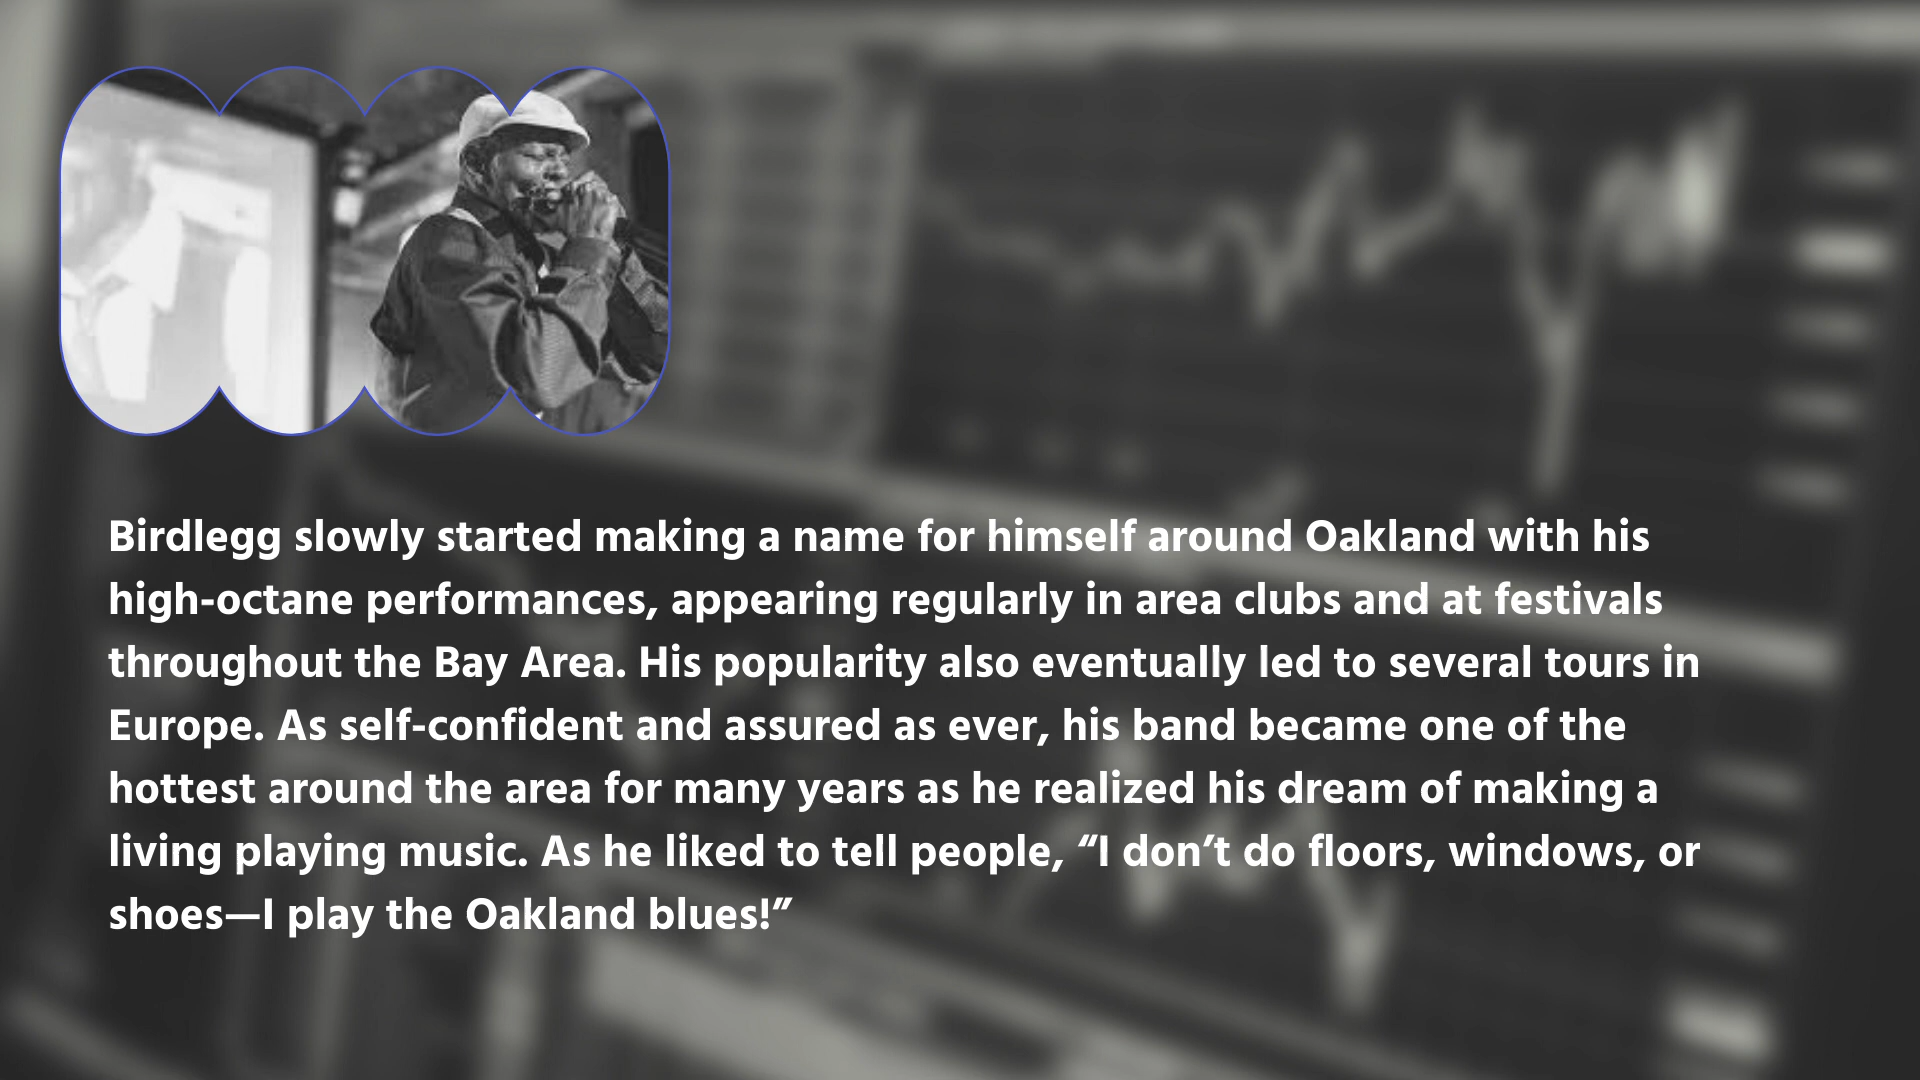 Birdlegg slowly started making a name for himself around Oakland with his
high-octane performances, appearing regularly in area clubs and at festivals
throughout the Bay Area. His popularity also eventually led to several tours in
Europe. As self-confident and assured as ever, his band became one of the
hottest around the area for many years as he realized his dream of making a
living playing music. As he liked to tell people, “I don’t do floors, windows, or
shoes—I play the Oakland blues!”